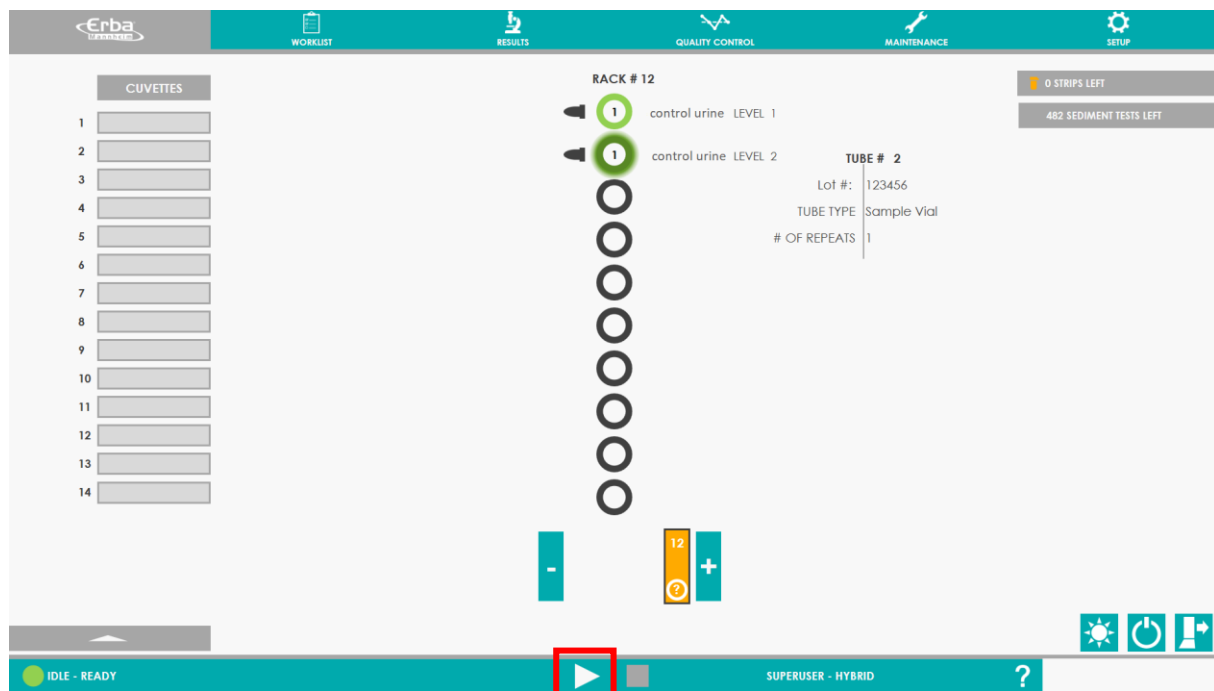 Erba
Mannheim
WORKLIST
RESULTS
QUALITY CONTROL
MAINTENANCE
SETUP
CUVETTES
1
2
3
4
5
6
7
8
9
10
11
12
13
14
RACK # 12
1 control urine LEVEL 1
1 control urine LEVEL 2
TUBE # 2
Lot #: 123456
TUBE TYPE Sample Vial
# OF REPEATS 1
0 STRIPS LEFT
482 SEDIMENT TESTS LEFT
-
12
?
+
IDLE - READY
SUPERUSER - HYBRID
?